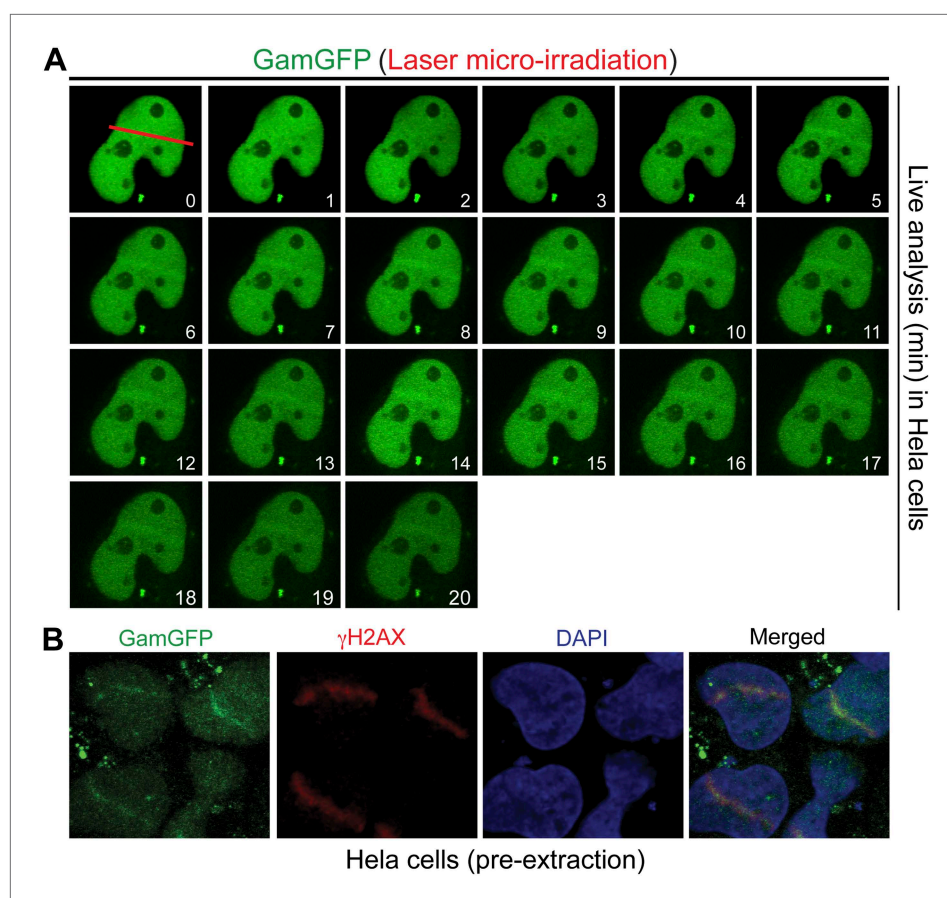 A
GamGFP (Laser micro-irradiation)
0 1 2 3 4 5
6 7 8 9 10 11
12 13 14 15 16 17
18 19 20
Live analysis (min) in Hela cells
B
GamGFP γH2AX DAPI Merged
Hela cells (pre-extraction)